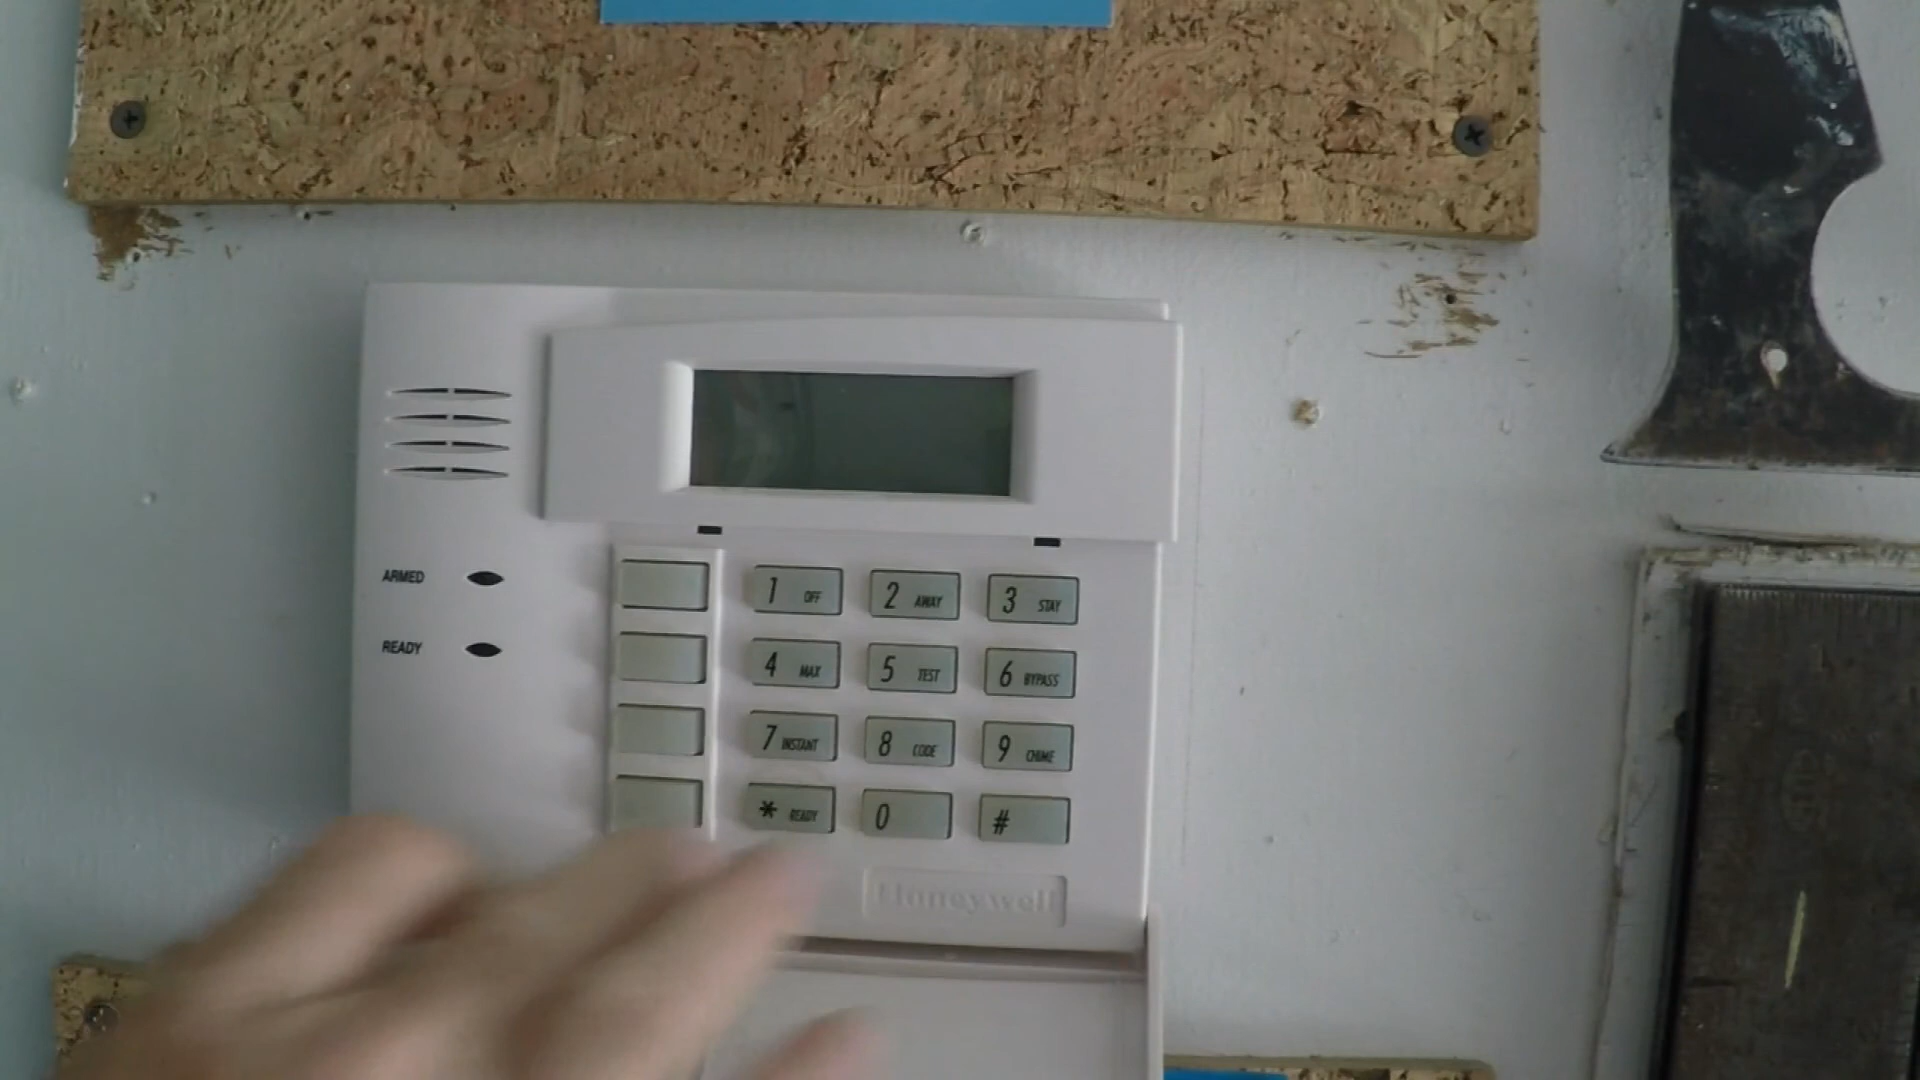 ARMED
READY
1 OFF
2 AWAY
3 STAY
4 MAX
5 TEST
6 BYPASS
7 INSTANT
8 CODE
9 CHIME
* READY
0
#
Honeywell